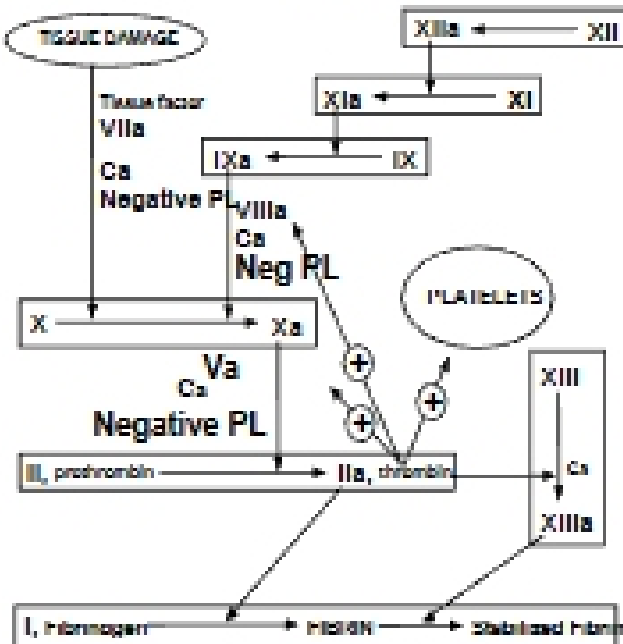 TISSUE DAMAGE
XIIa XII
XIa XI
Tissue factor
VIIa
Ca
Negative PL
IXa IX
VIIIa
Ca
Neg PL
PLATELETS
X Xa
Va
Ca
Negative PL
+
+
+
XIII
Ca
XIIIa
II, prothrombin IIa, thrombin
I, Fibrinogen FIBRIN Stabilized Fibrin